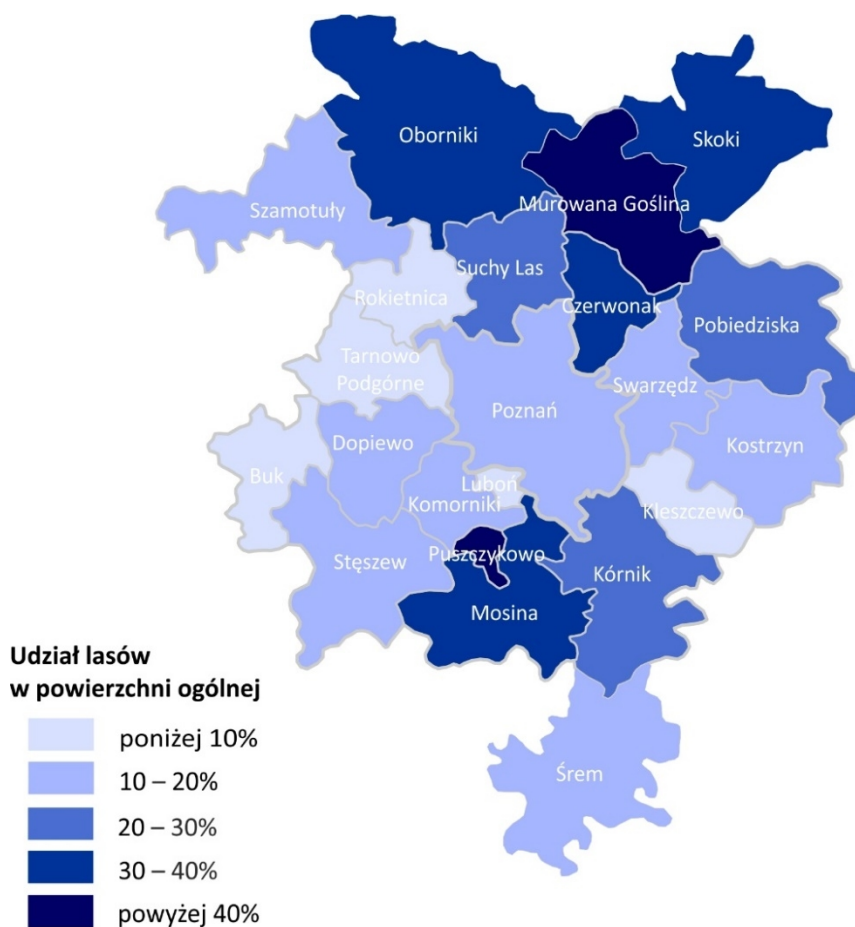 Oborniki
Skoki
Szamotuły
Murowana Goślina
Suchy Las
Rokietnica
Czerwonak
Pobiedziska
Tarnowo
Podgórne
Swarzędz
Poznań
Dopiewo
Kostrzyn
Buk
Luboń
Komorniki
Kleszczewo
Puszczykowo
Stęszew
Kórnik
Mosina
Śrem
Udział lasów
w powierzchni ogólnej
poniżej 10%
10 – 20%
20 – 30%
30 – 40%
powyżej 40%